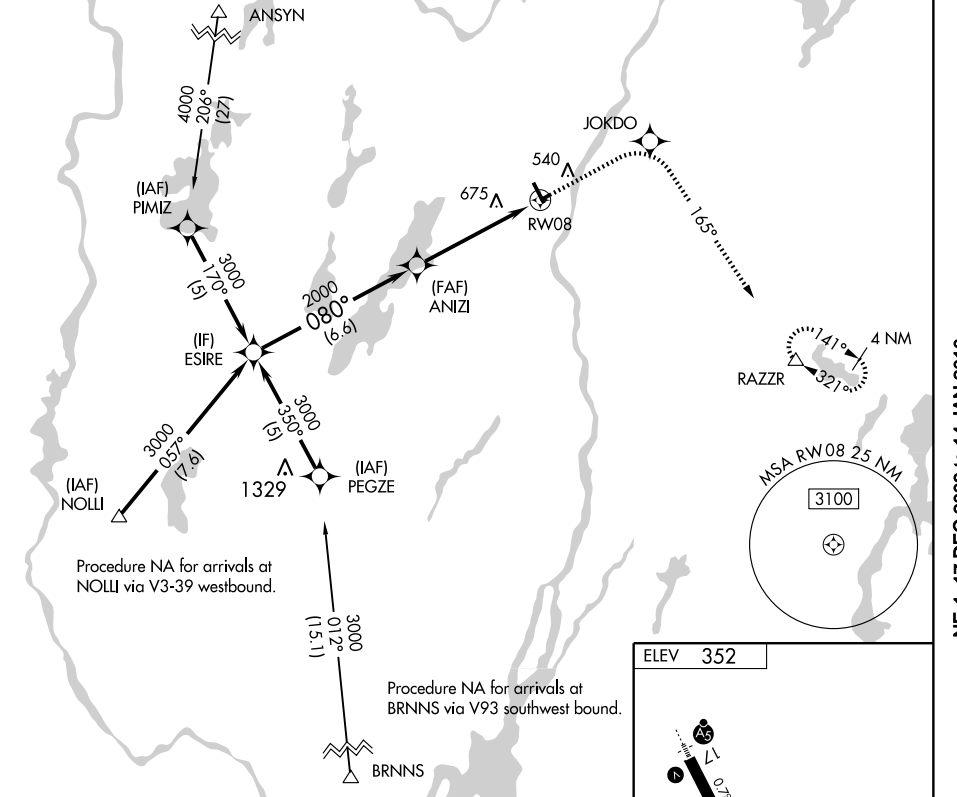 ANSYN
4000
206°
(27)
(IAF)
PIMIZ
3000
170°
(5)
(IF)
ESIRE
2000
080°
(6.6)
(FAF)
ANIZI
675
540
RW08
JOKDO
165°
RAZZR
141°
321°
4 NM
3000
057°
(7.6)
(IAF)
NOLLI
3000
350°
(5)
1329
(IAF)
PEGZE
Procedure NA for arrivals at
NOLLI via V3-39 westbound.
MSA RW08 25 NM
3100
3000
012°
(15.1)
Procedure NA for arrivals at
BRNNS via V93 southwest bound.
BRNNS
ELEV 352
A5
17